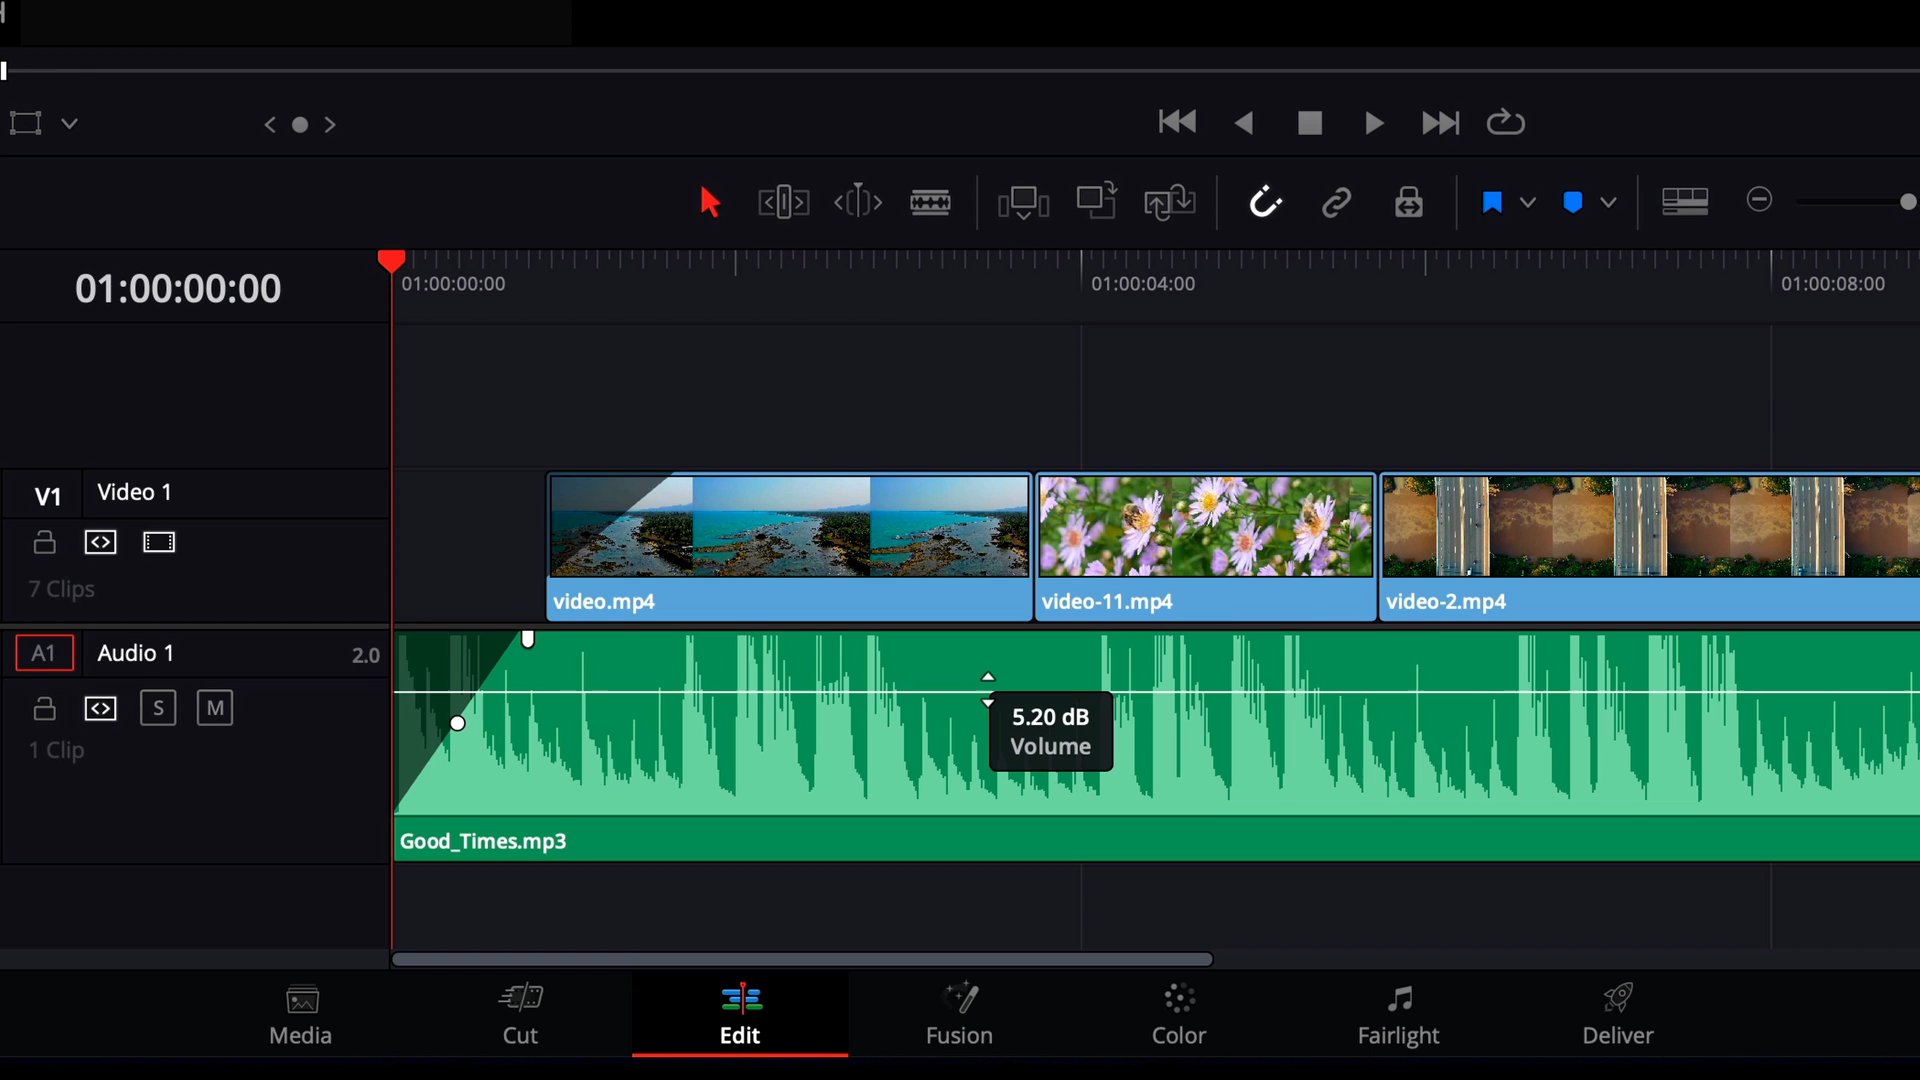 01:00:00:00
01:00:00:00
01:00:04:00
01:00:08:00
V1
Video 1
7 Clips
video.mp4
video-11.mp4
video-2.mp4
A1
Audio 1
2.0
S
M
1 Clip
5.20 dB
Volume
Good_Times.mp3
Media
Cut
Edit
Fusion
Color
Fairlight
Deliver